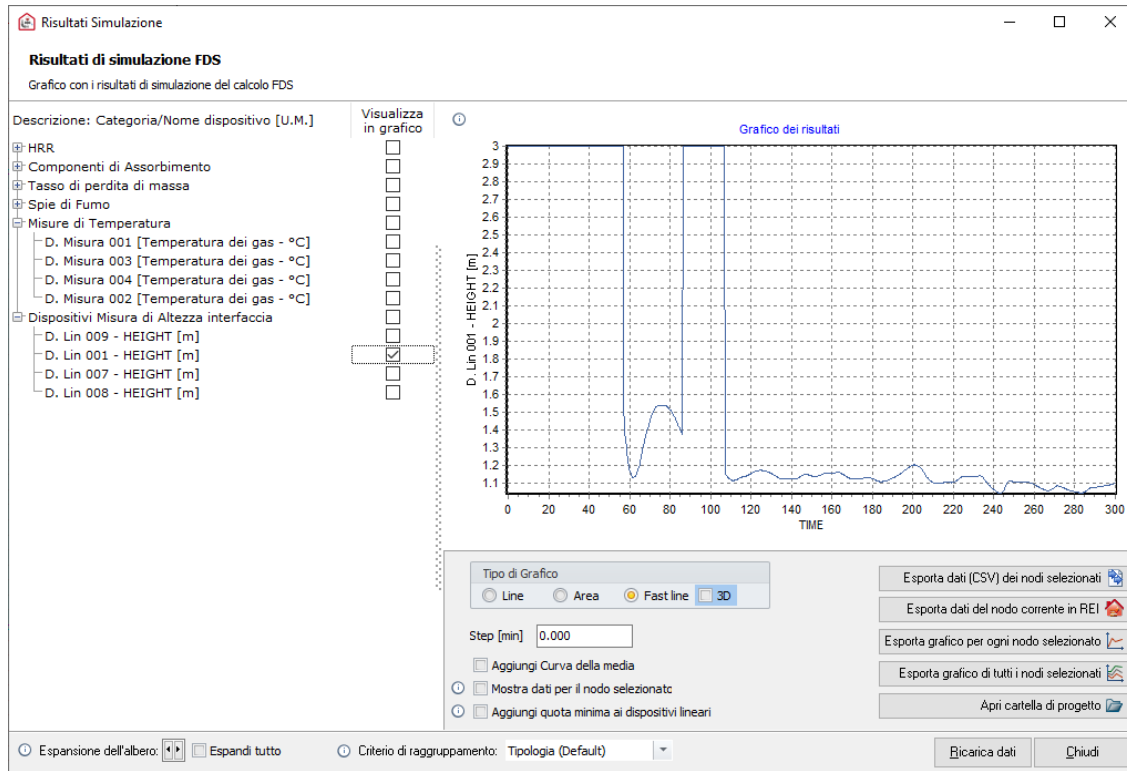 Risultati Simulazione
Risultati di simulazione FDS
Grafico con i risultati di simulazione del calcolo FDS
Descrizione: Categoria/Nome dispositivo [U.M.]
Visualizza
in grafico
HRR
Componenti di Assorbimento
Tasso di perdita di massa
Spie di Fumo
Misure di Temperatura
D. Misura 001 [Temperatura dei gas - °C]
D. Misura 003 [Temperatura dei gas - °C]
D. Misura 004 [Temperatura dei gas - °C]
D. Misura 002 [Temperatura dei gas - °C]
Dispositivi Misura di Altezza interfaccia
D. Lin 009 - HEIGHT [m]
D. Lin 001 - HEIGHT [m]
D. Lin 007 - HEIGHT [m]
D. Lin 008 - HEIGHT [m]
Grafico dei risultati
D. Lin 001 - HEIGHT [m]
3
2.9
2.8
2.7
2.6
2.5
2.4
2.3
2.2
2.1
2
1.9
1.8
1.7
1.6
1.5
1.4
1.3
1.2
1.1
0 20 40 60 80 100 120 140 160 180 200 220 240 260 280 300
TIME
Tipo di Grafico
Line Area Fast line 3D
Step [min] 0.000
Aggiungi Curva della media
Mostra dati per il nodo selezionato
Aggiungi quota minima ai dispositivi lineari
Esporta dati (CSV) dei nodi selezionati
Esporta dati del nodo corrente in REI
Esporta grafico per ogni nodo selezionato
Esporta grafico di tutti i nodi selezionati
Apri cartella di progetto
Espansione dell'albero: Espandi tutto Criterio di raggruppamento: Tipologia (Default) Ricarica dati Chiudi